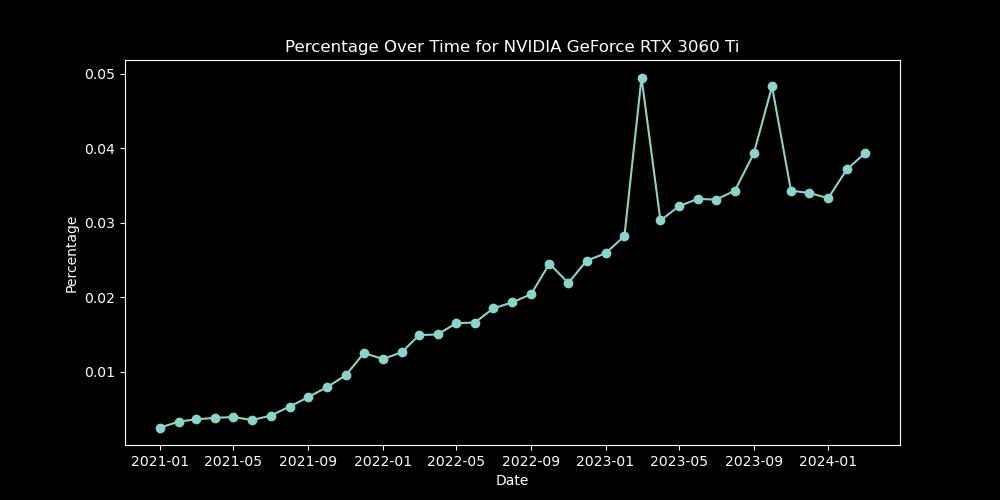 Percentage Over Time for NVIDIA GeForce RTX 3060 Ti
0.05
0.04
0.03
0.02
0.01
Percentage
2021-01 2021-05 2021-09 2022-01 2022-05 2022-09 2023-01 2023-05 2023-09 2024-01
Date